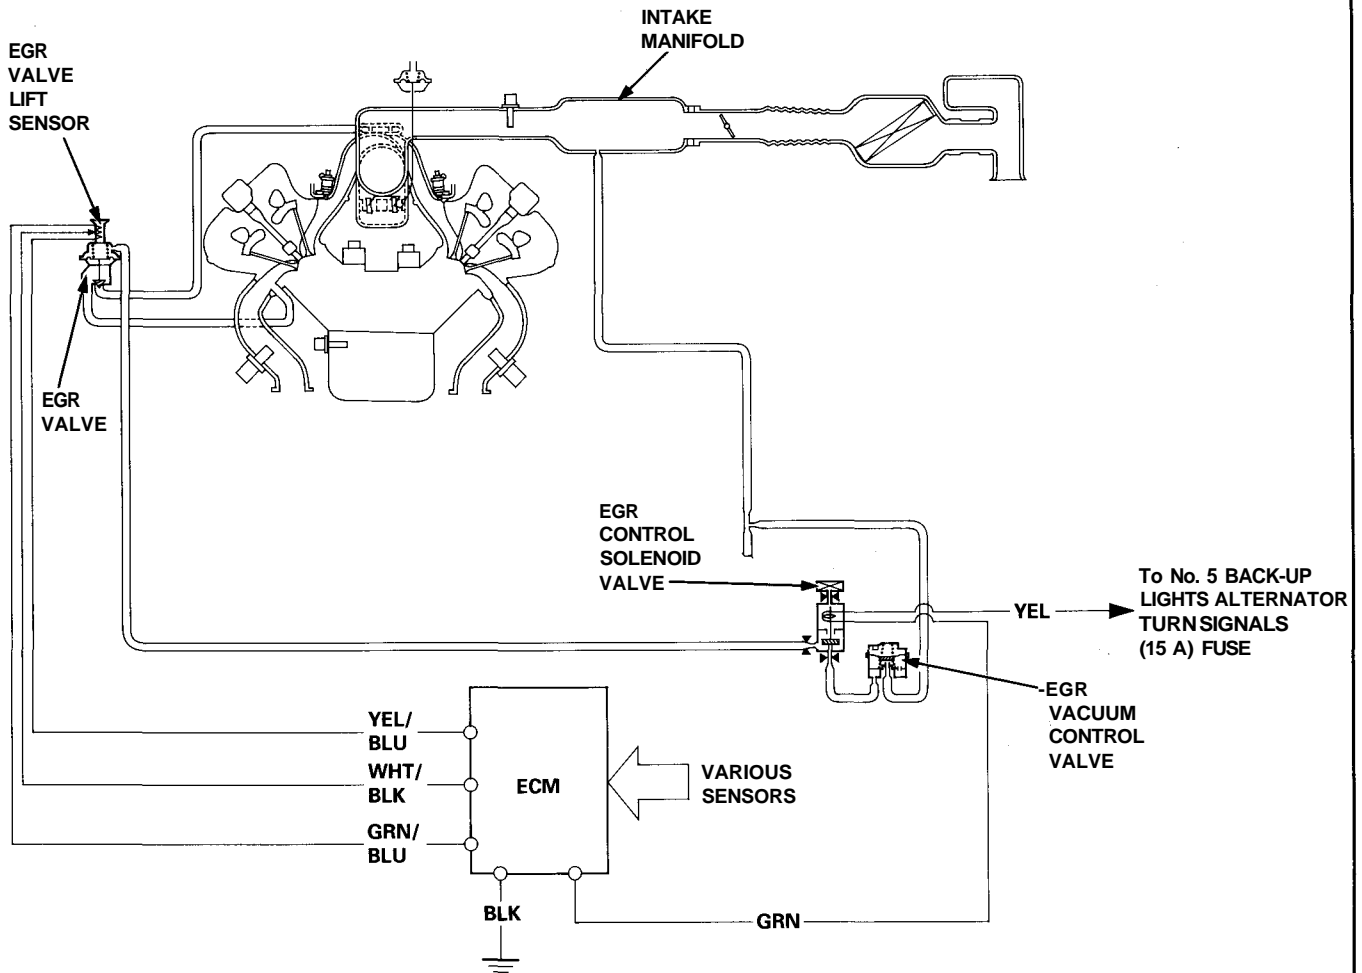 INTAKE
MANIFOLD
EGR
VALVE
LIFT
SENSOR
EGR
VALVE
EGR
CONTROL
SOLENOID
VALVE
YEL
To No. 5 BACK-UP
LIGHTS ALTERNATOR
TURN SIGNALS
(15 A) FUSE
-EGR
VACUUM
CONTROL
VALVE
YEL/
BLU
WHT/
BLK
GRN/
BLU
ECM
VARIOUS
SENSORS
BLK
GRN